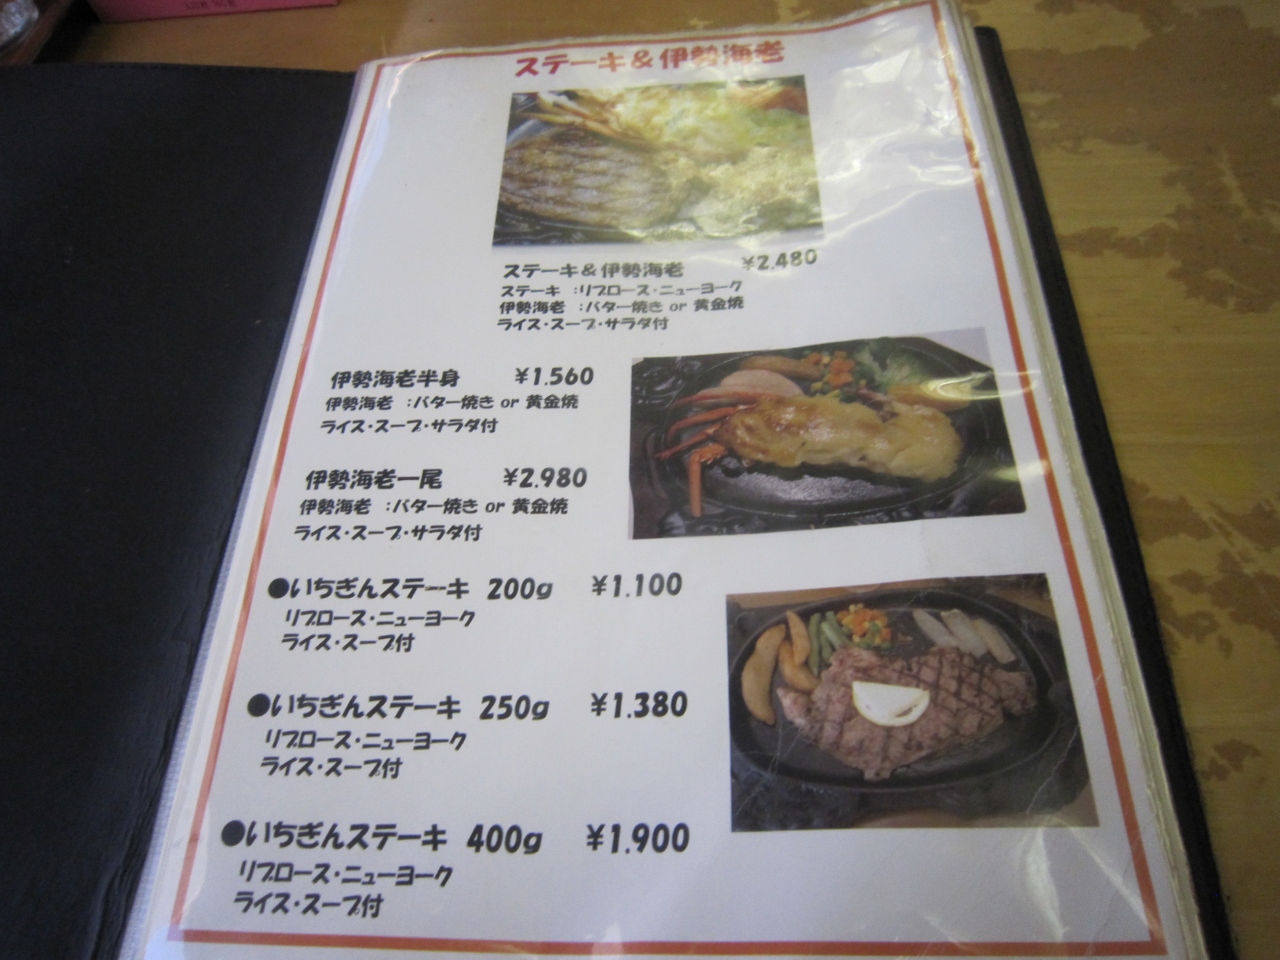 ステーキ&伊勢海老
ステーキ&伊勢海老 ¥2.480
ステーキ :リブロース・ニューヨーク
伊勢海老 :バター焼き or 黄金焼
ライス・スープ・サラダ付
伊勢海老半身 ¥1.560
伊勢海老 :バター焼き or 黄金焼
ライス・スープ・サラダ付
伊勢海老一尾 ¥2.980
伊勢海老 :バター焼き or 黄金焼
ライス・スープ・サラダ付
●いちぎんステーキ 200g ¥1.100
リブロース・ニューヨーク
ライス・スープ付
●いちぎんステーキ 250g ¥1.380
リブロース・ニューヨーク
ライス・スープ付
●いちぎんステーキ 400g ¥1.900
リブロース・ニューヨーク
ライス・スープ付